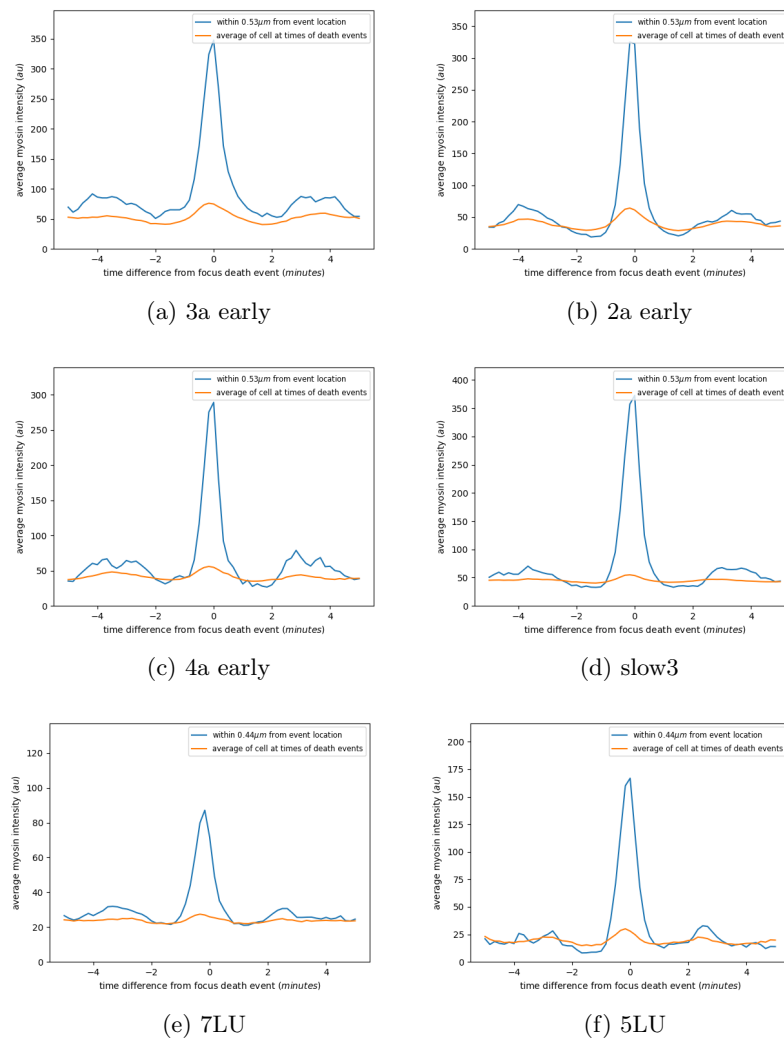 within 0.53μm from event location
average of cell at times of death events
average myosin intensity (au)
350
300
250
200
150
100
50
0
−4
−2
0
2
4
time difference from focus death event (minutes)
(a) 3a early
within 0.53μm from event location
average of cell at times of death events
average myosin intensity (au)
350
300
250
200
150
100
50
0
−4
−2
0
2
4
time difference from focus death event (minutes)
(b) 2a early
within 0.53μm from event location
average of cell at times of death events
average myosin intensity (au)
300
250
200
150
100
50
0
−4
−2
0
2
4
time difference from focus death event (minutes)
(c) 4a early
within 0.53μm from event location
average of cell at times of death events
average myosin intensity (au)
400
350
300
250
200
150
100
50
0
−4
−2
0
2
4
time difference from focus death event (minutes)
(d) slow3
within 0.44μm from event location
average of cell at times of death events
average myosin intensity (au)
120
100
80
60
40
20
0
−4
−2
0
2
4
time difference from focus death event (minutes)
(e) 7LU
within 0.44μm from event location
average of cell at times of death events
average myosin intensity (au)
200
175
150
125
100
75
50
25
0
−4
−2
0
2
4
time difference from focus death event (minutes)
(f) 5LU